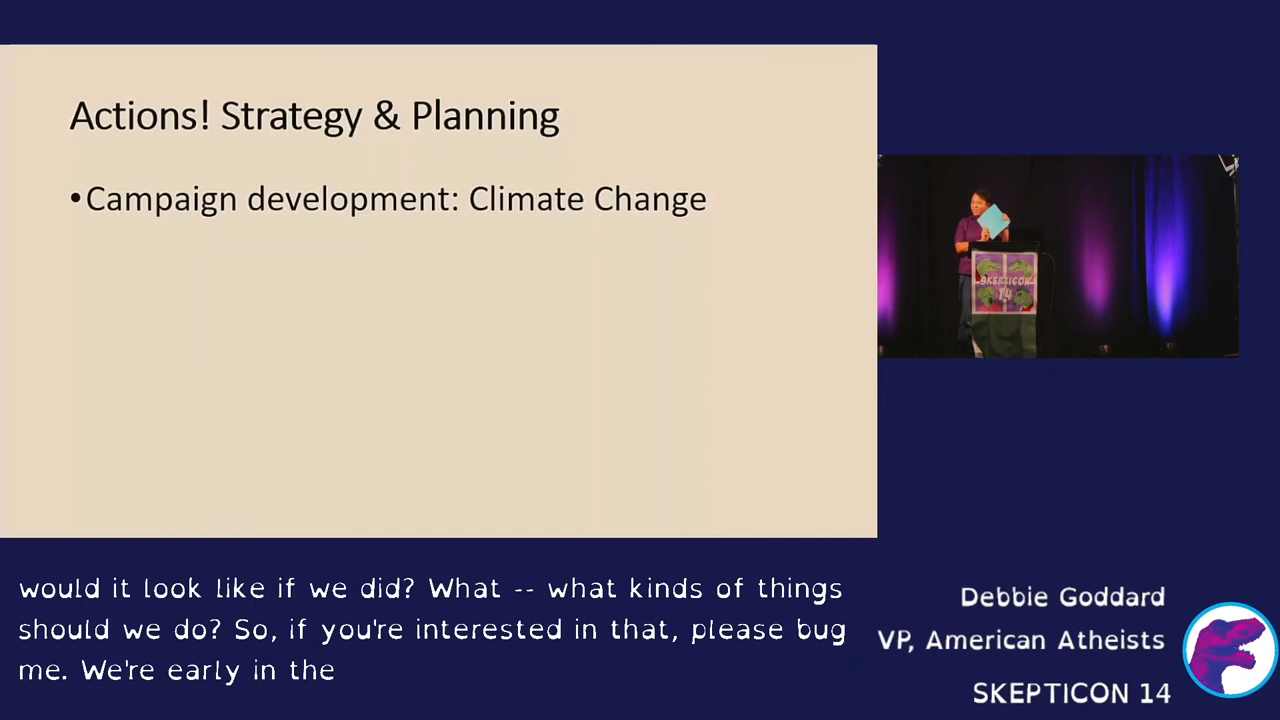 Actions! Strategy & Planning
•Campaign development: Climate Change
SKEPTICON
14
would it look like if we did? What -- what kinds of things
should we do? So, if you're interested in that, please bug
me. We're early in the
Debbie Goddard
VP, American Atheists
SKEPTICON 14